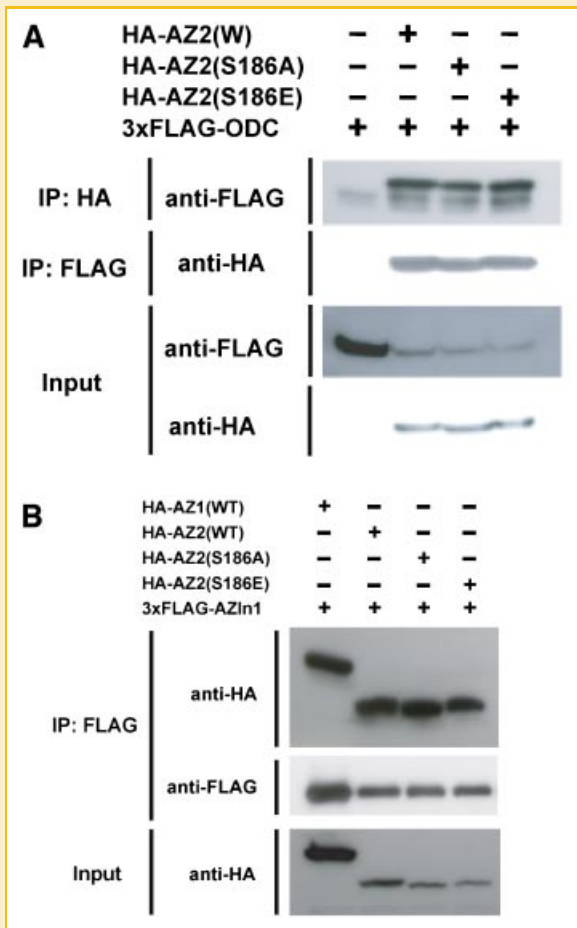 A
HA-AZ2(W) - + - -
HA-AZ2(S186A) - - + -
HA-AZ2(S186E) - - - +
3xFLAG-ODC + + + +
IP: HA anti-FLAG
IP: FLAG anti-HA
Input anti-FLAG
anti-HA
B
HA-AZ1(WT) + - - -
HA-AZ2(WT) - + - -
HA-AZ2(S186A) - - + -
HA-AZ2(S186E) - - - +
3xFLAG-AZIn1 + + + +
IP: FLAG anti-HA
anti-FLAG
Input anti-HA